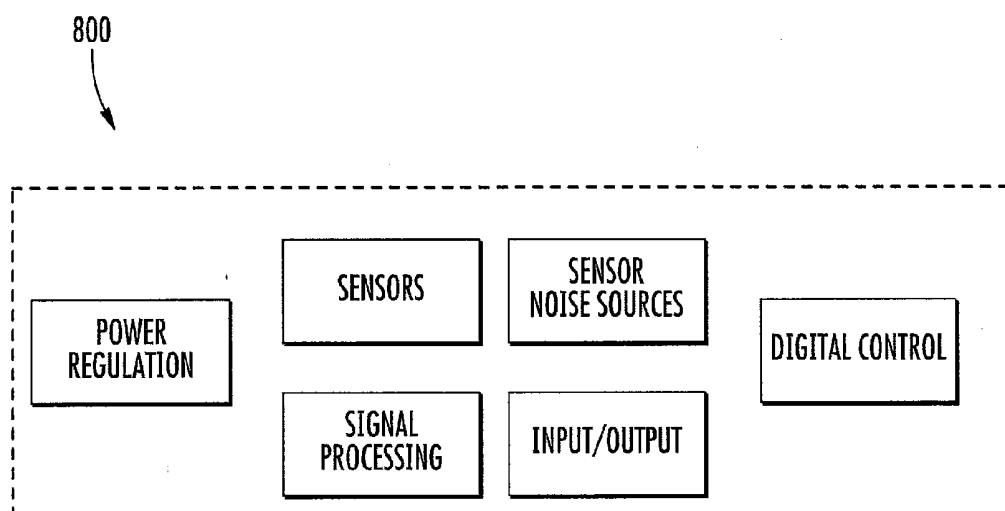 800
POWER
REGULATION
SENSORS
SENSOR
NOISE SOURCES
DIGITAL CONTROL
SIGNAL
PROCESSING
INPUT/OUTPUT